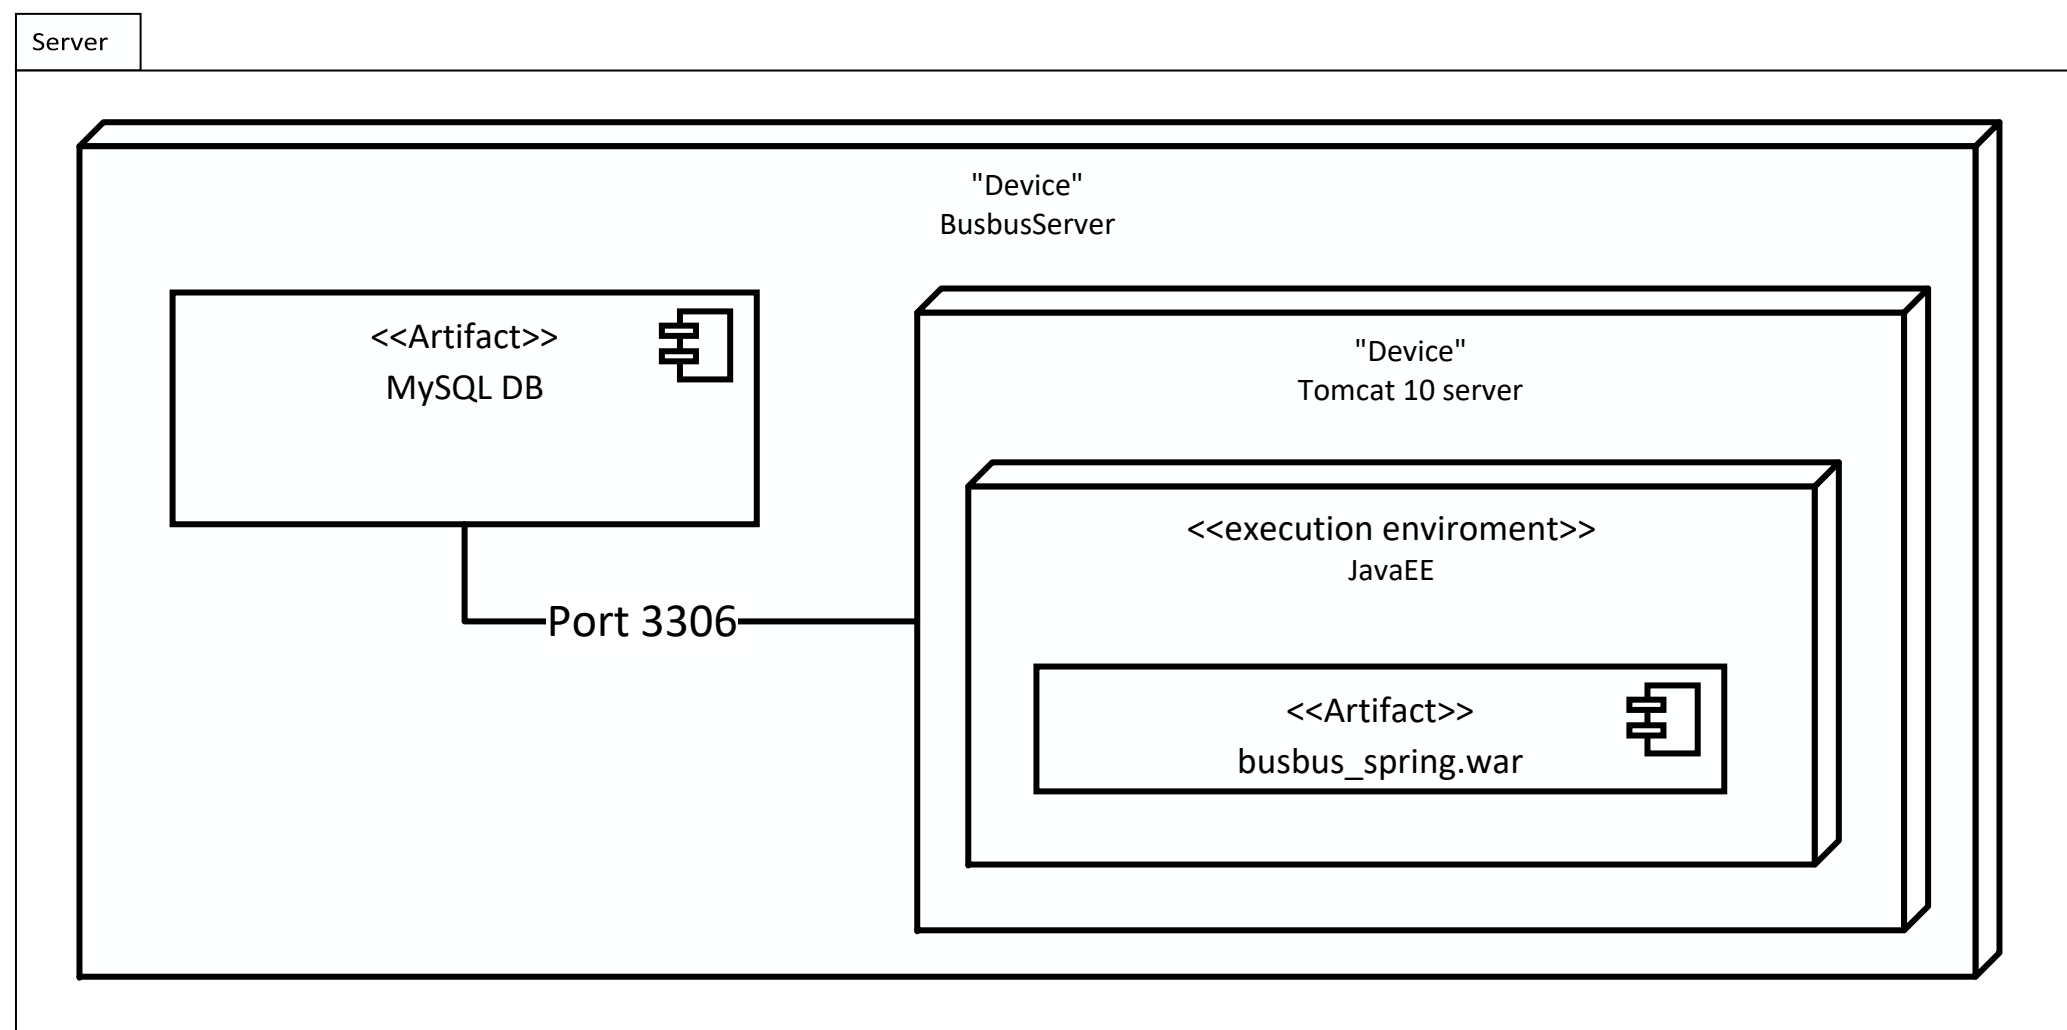 Server
"Device"
BusbusServer
<<Artifact>>
MySQL DB
"Device"
Tomcat 10 server
<<execution enviroment>>
JavaEE
Port 3306
<<Artifact>>
busbus_spring.war